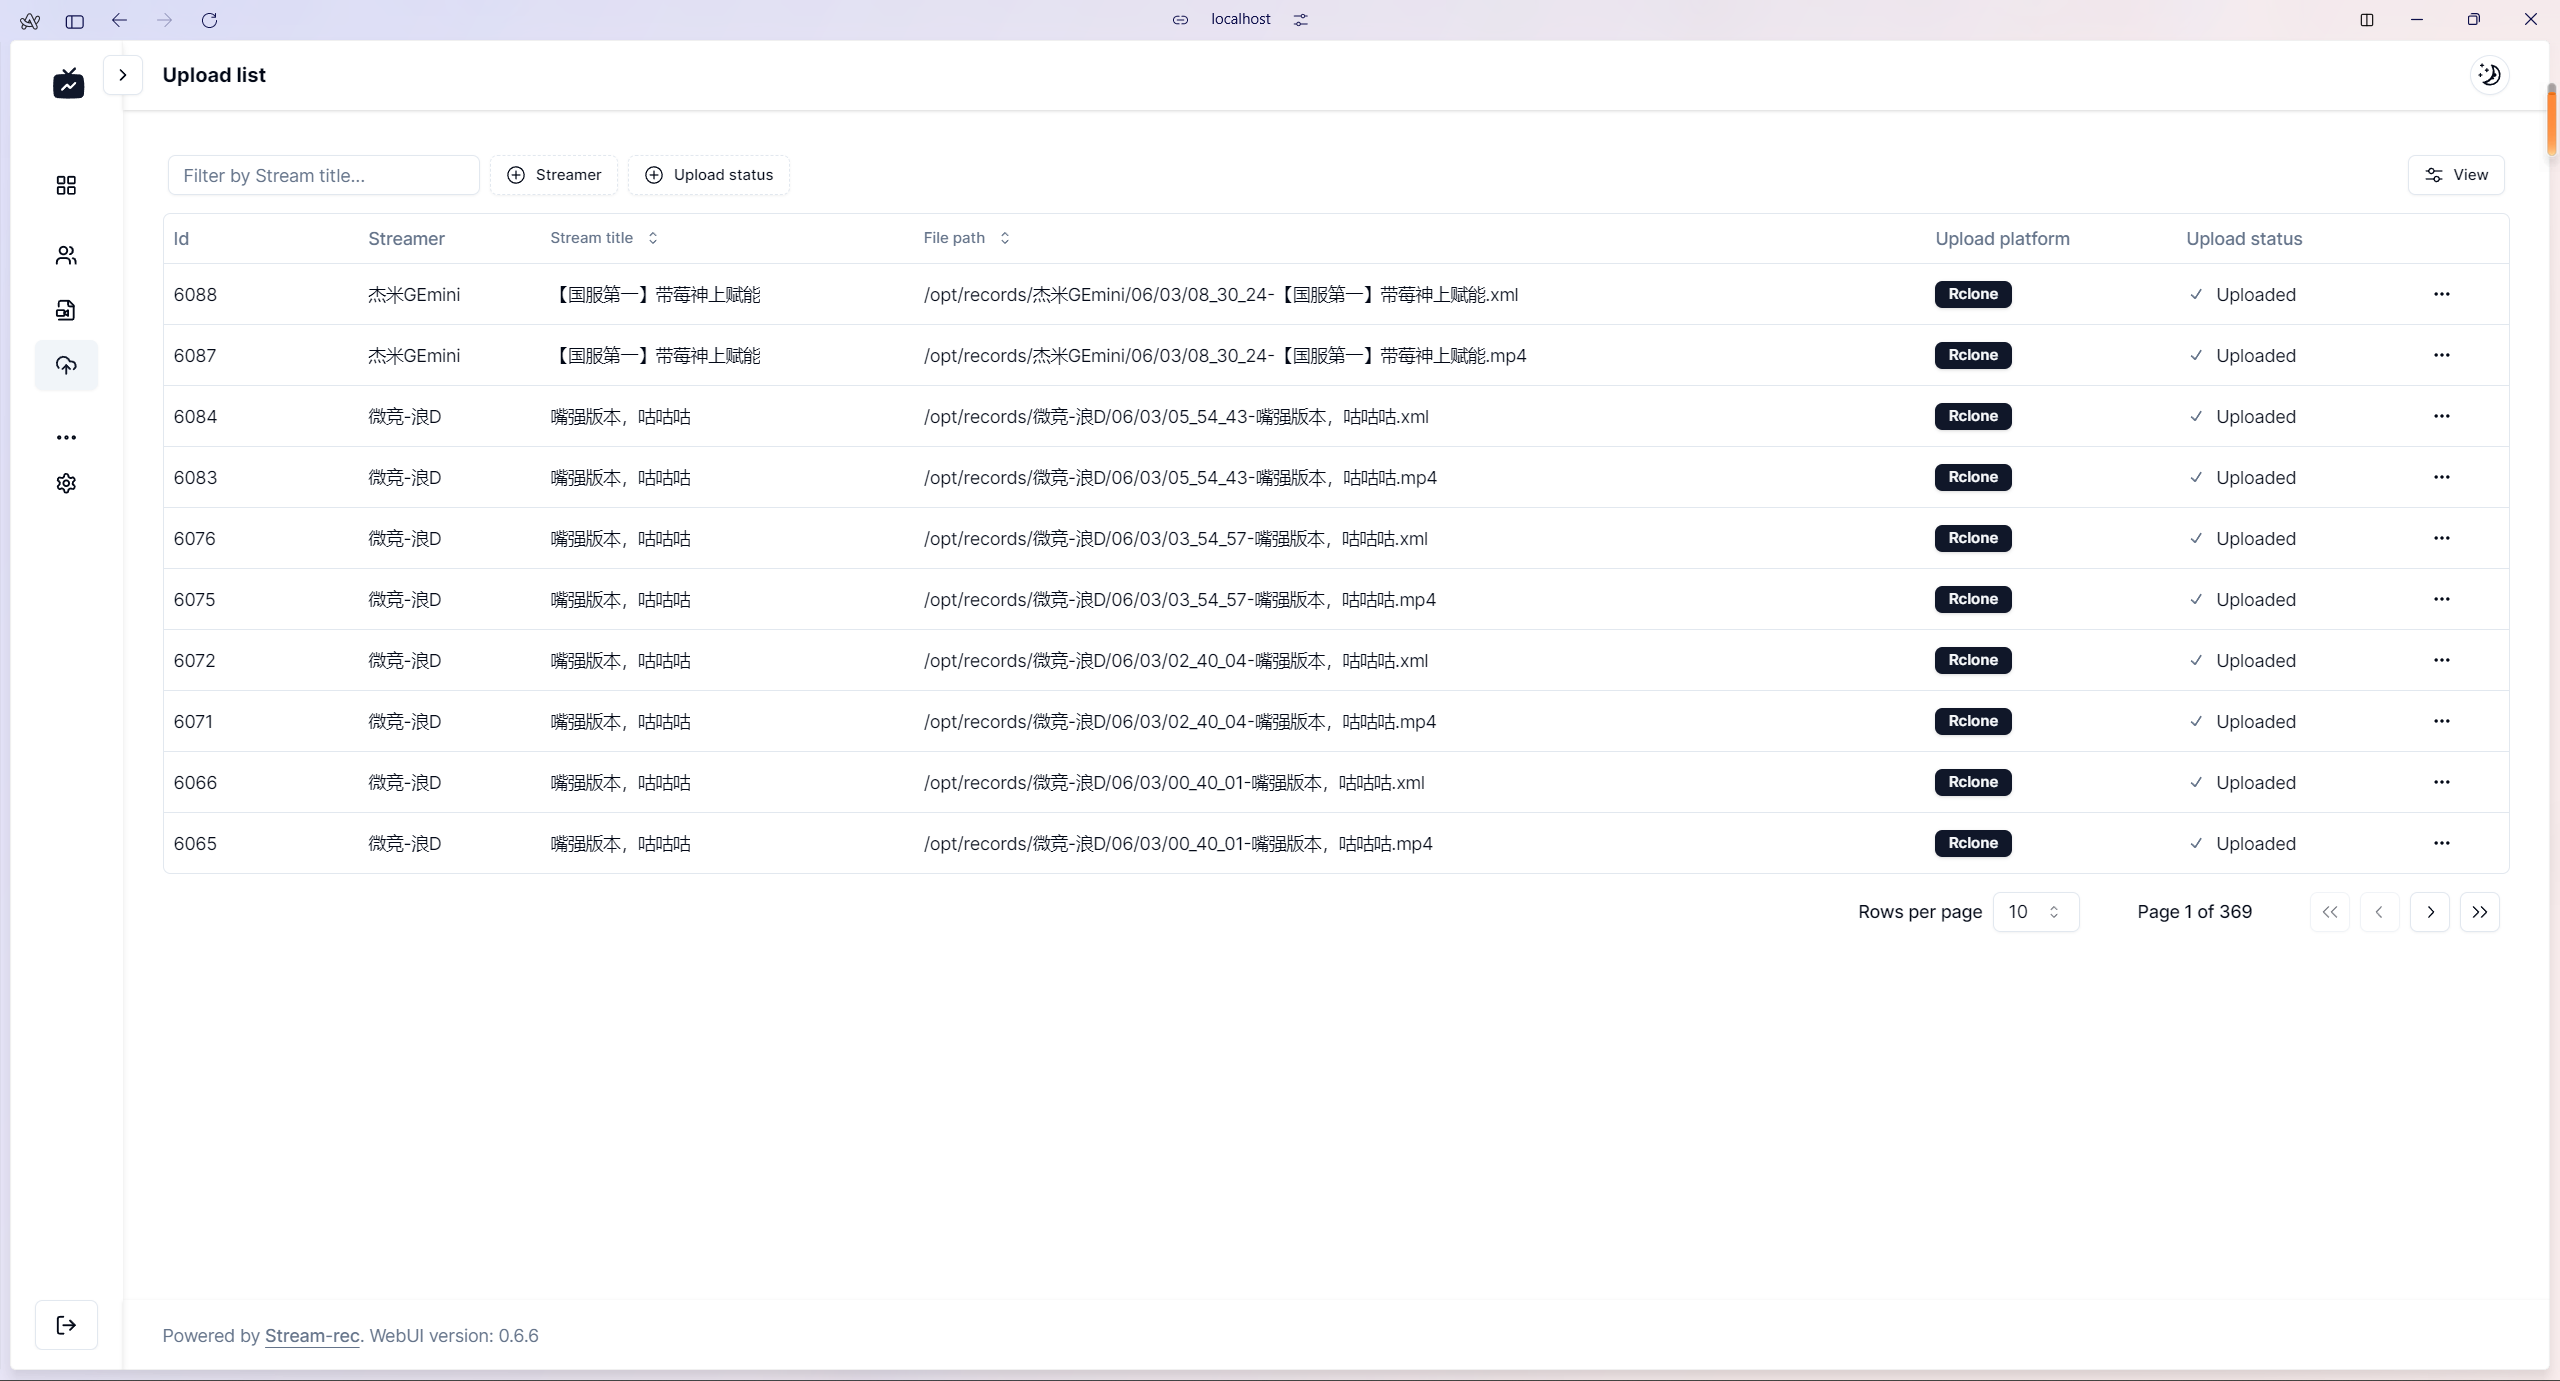 localhost
Upload list
Filter by Stream title... Streamer Upload status View
Id Streamer Stream title File path Upload platform Upload status
6088 杰米GEmini 【国服第一】带莓神上赋能 /opt/records/杰米GEmini/06/03/08_30_24-【国服第一】带莓神上赋能.xml Rclone Uploaded
6087 杰米GEmini 【国服第一】带莓神上赋能 /opt/records/杰米GEmini/06/03/08_30_24-【国服第一】带莓神上赋能.mp4 Rclone Uploaded
6084 微竞-浪D 嘴强版本，咕咕咕 /opt/records/微竞-浪D/06/03/05_54_43-嘴强版本，咕咕咕.xml Rclone Uploaded
6083 微竞-浪D 嘴强版本，咕咕咕 /opt/records/微竞-浪D/06/03/05_54_43-嘴强版本，咕咕咕.mp4 Rclone Uploaded
6076 微竞-浪D 嘴强版本，咕咕咕 /opt/records/微竞-浪D/06/03/03_54_57-嘴强版本，咕咕咕.xml Rclone Uploaded
6075 微竞-浪D 嘴强版本，咕咕咕 /opt/records/微竞-浪D/06/03/03_54_57-嘴强版本，咕咕咕.mp4 Rclone Uploaded
6072 微竞-浪D 嘴强版本，咕咕咕 /opt/records/微竞-浪D/06/03/02_40_04-嘴强版本，咕咕咕.xml Rclone Uploaded
6071 微竞-浪D 嘴强版本，咕咕咕 /opt/records/微竞-浪D/06/03/02_40_04-嘴强版本，咕咕咕.mp4 Rclone Uploaded
6066 微竞-浪D 嘴强版本，咕咕咕 /opt/records/微竞-浪D/06/03/00_40_01-嘴强版本，咕咕咕.xml Rclone Uploaded
6065 微竞-浪D 嘴强版本，咕咕咕 /opt/records/微竞-浪D/06/03/00_40_01-嘴强版本，咕咕咕.mp4 Rclone Uploaded
Rows per page 10 Page 1 of 369
Powered by Stream-rec. WebUI version: 0.6.6